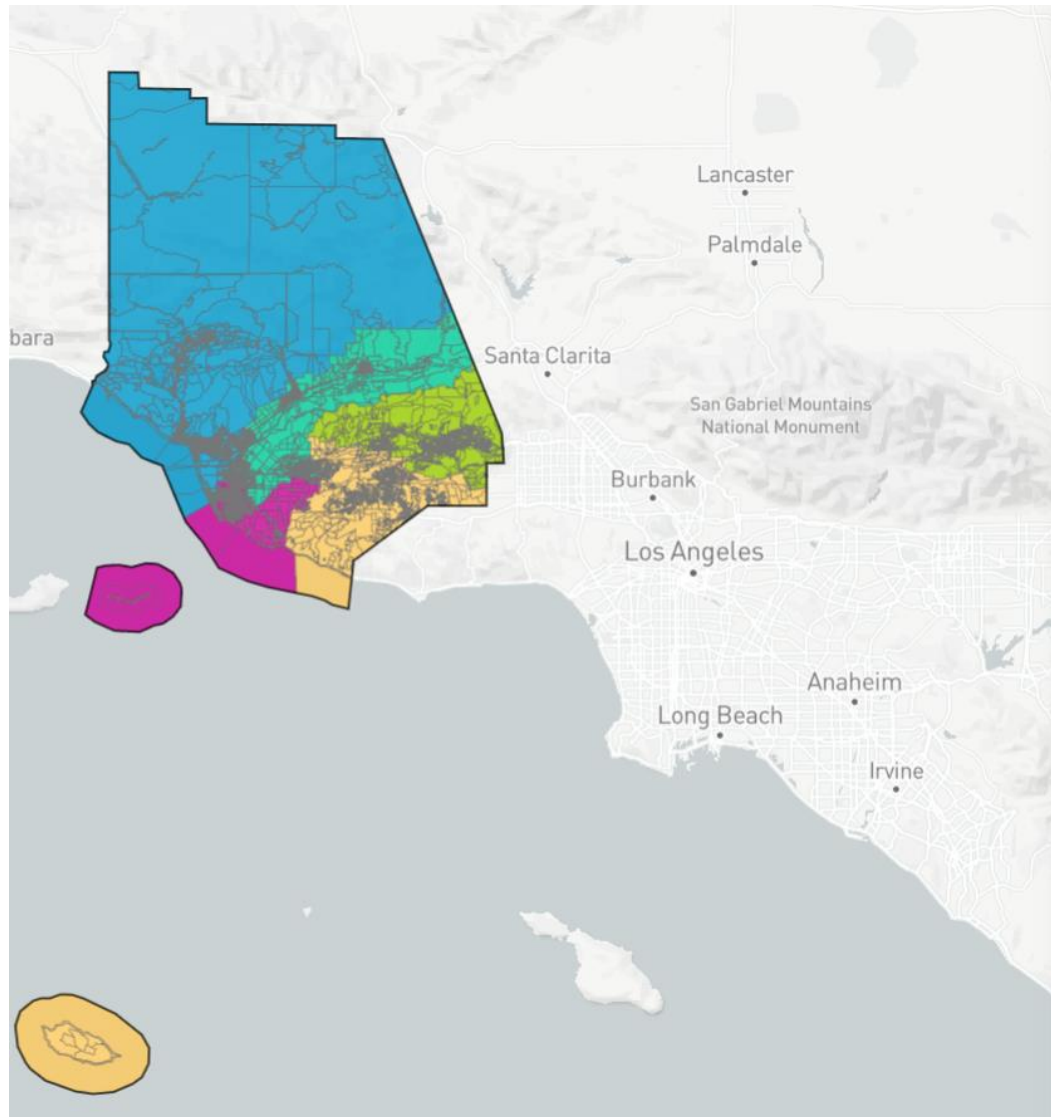 Lancaster
Palmdale
bara
Santa Clarita
San Gabriel Mountains
National Monument
Burbank
Los Angeles
Anaheim
Long Beach
Irvine